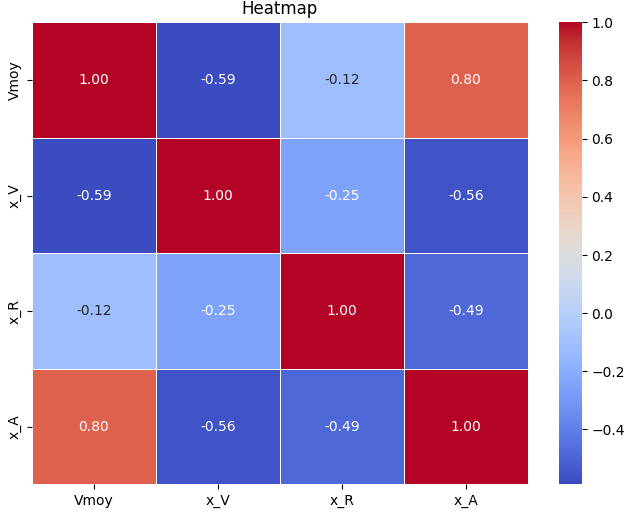 Heatmap
Vmoy 1.00 -0.59 -0.12 0.80
x_V -0.59 1.00 -0.25 -0.56
x_R -0.12 -0.25 1.00 -0.49
x_A 0.80 -0.56 -0.49 1.00
Vmoy x_V x_R x_A
1.0
0.8
0.6
0.4
0.2
0.0
−0.2
−0.4